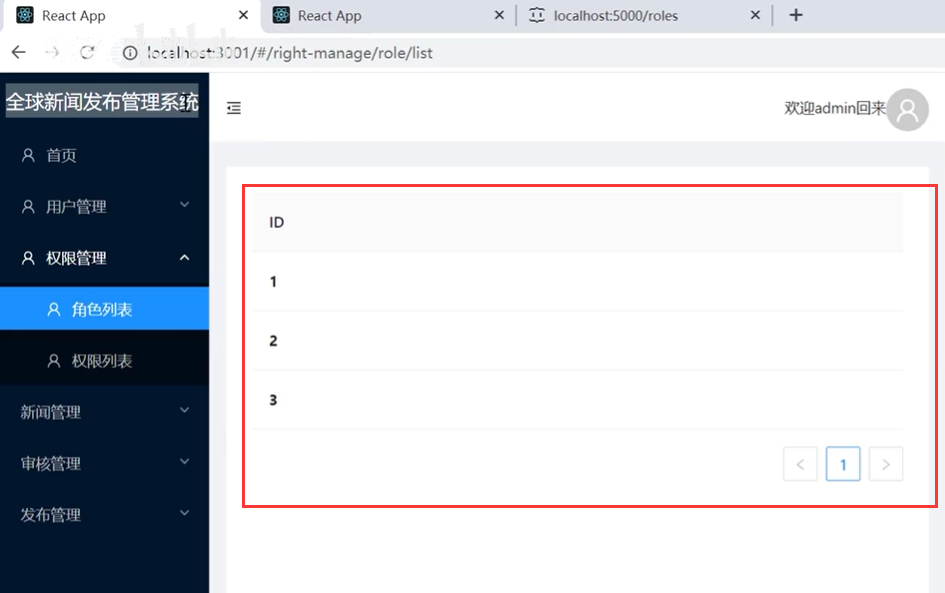 React App
React App
localhost:5000/roles
localhost:3001/#/right-manage/role/list
全球新闻发布管理系统
欢迎admin回来
首页
用户管理
权限管理
角色列表
权限列表
新闻管理
审核管理
发布管理
ID
1
2
3
1